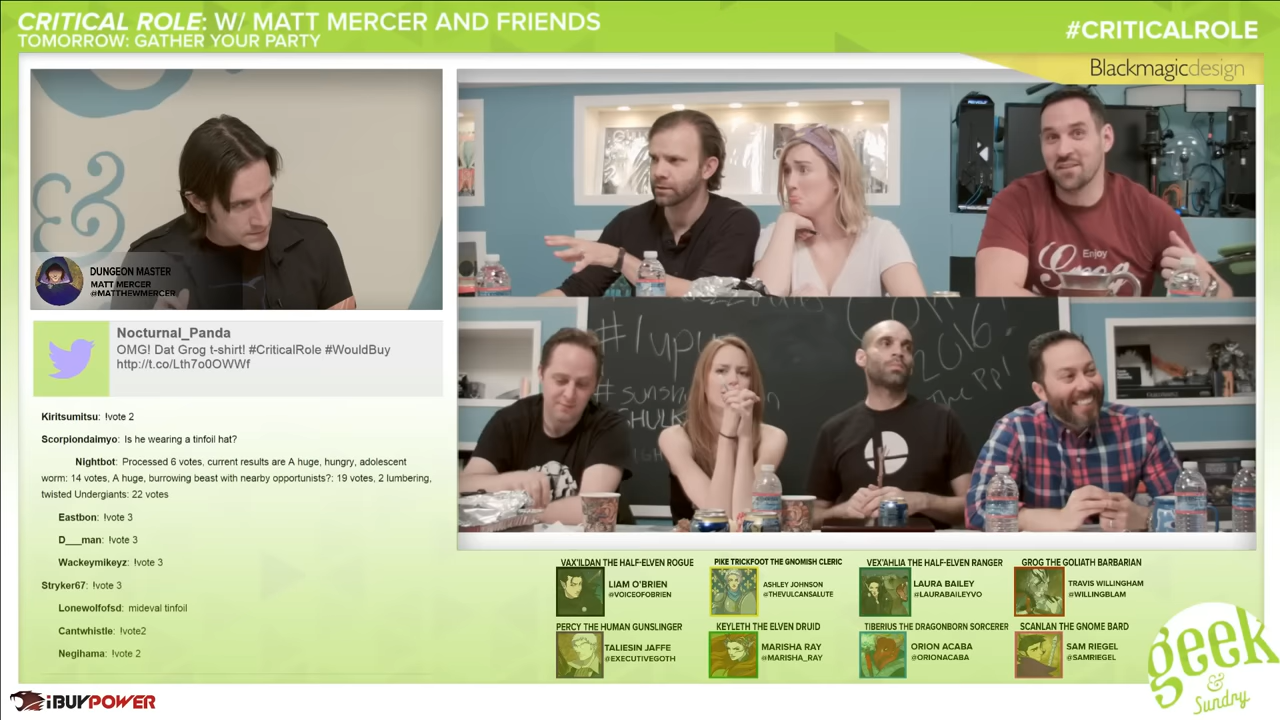 CRITICAL ROLE: W/ MATT MERCER AND FRIENDS
TOMORROW: GATHER YOUR PARTY
#CRITICALROLE
Blackmagicdesign
&
DUNGEON MASTER
MATT MERCER
@MATTHEWMERCER
Enjoy
Grog
Nocturnal_Panda
OMG! Dat Grog t-shirt! #CriticalRole #WouldBuy
http://t.co/Lth7o0OWWf
Kiritsumitsu: !vote 2
Scorpiondaimyo: Is he wearing a tinfoil hat?
Nightbot: Processed 6 votes, current results are A huge, hungry, adolescent
worm: 14 votes, A huge, burrowing beast with nearby opportunists?: 19 votes, 2 lumbering,
twisted Undergiants: 22 votes
Eastbon: !vote 3
D___man: !vote 3
Wackeymikeyz: !vote 3
Stryker67: !vote 3
Lonewolfofsd: mideval tinfoil
Cantwhistle: !vote2
Negihama: !vote 2
#lupu
2016
#sunsh
The PP!
HULK
VAX'ILDAN THE HALF-ELVEN ROGUE
LIAM O'BRIEN
@VOICEOFOBRIEN
PIKE TRICKFOOT THE GNOMISH CLERIC
ASHLEY JOHNSON
@THEVULCANSALUTE
VEX'AHLIA THE HALF-ELVEN RANGER
LAURA BAILEY
@LAURABAILEYVO
GROG THE GOLIATH BARBARIAN
TRAVIS WILLINGHAM
@WILLINGBLAM
PERCY THE HUMAN GUNSLINGER
TALIESIN JAFFE
@EXECUTIVEGOTH
KEYLETH THE ELVEN DRUID
MARISHA RAY
@MARISHA_RAY
TIBERIUS THE DRAGONBORN SORCERER
ORION ACABA
@ORIONACABA
SCANLAN THE GNOME BARD
SAM RIEGEL
@SAMRIEGEL
geek
&
Sundry
iBUYPOWER